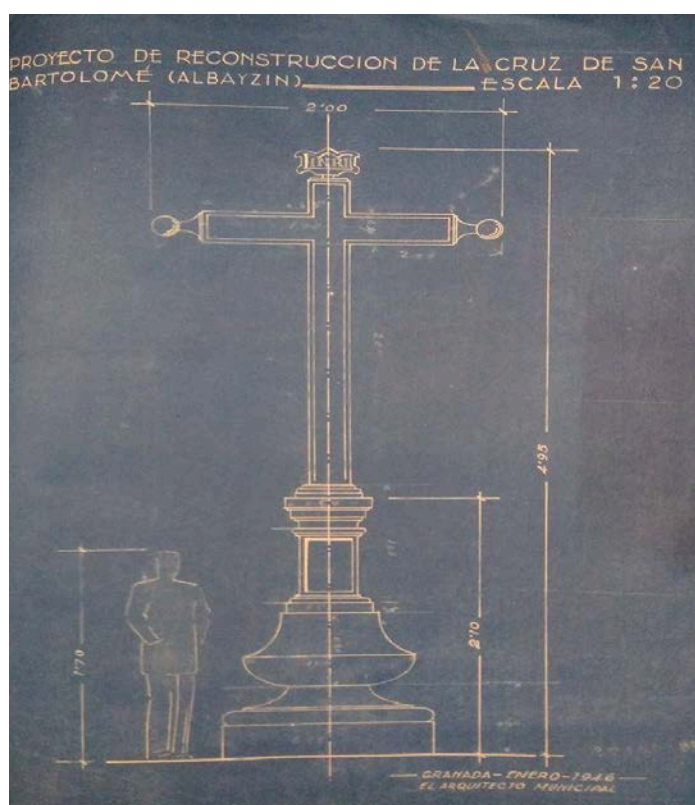 PROYECTO DE RECONSTRUCCION DE LA CRUZ DE SAN
BARTOLOMÉ (ALBAYZIN) ESCALA 1:20
2'00
INRI
4'95
2'10
1'70
GRANADA-ENERO-1946
EL ARQUITECTO MUNICIPAL